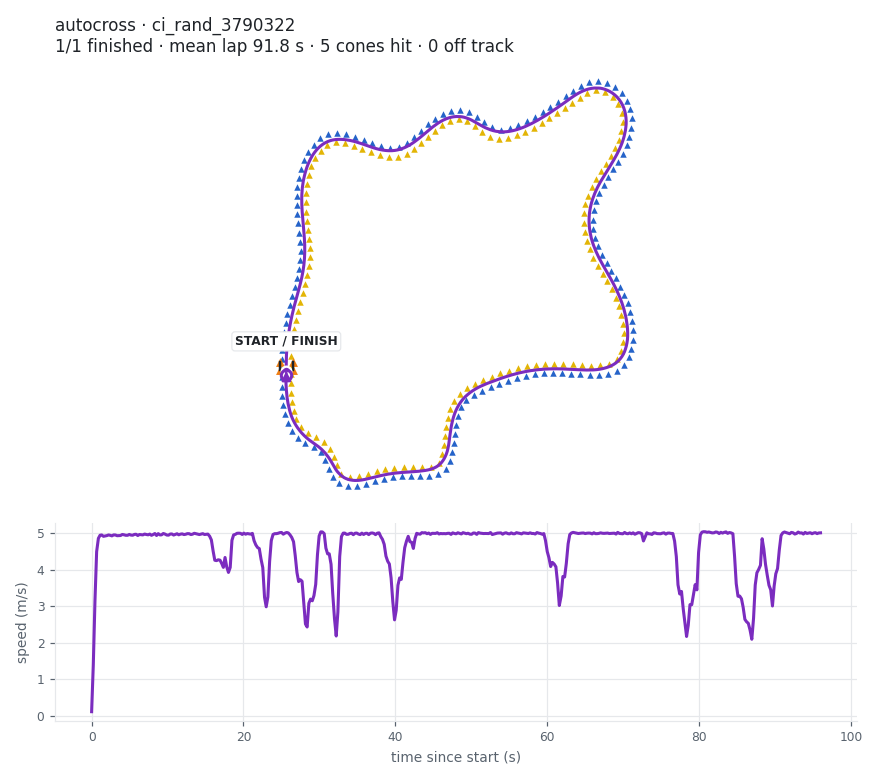 autocross · ci_rand_3790322
1/1 finished · mean lap 91.8 s · 5 cones hit · 0 off track
START / FINISH
5
4
3
2
1
0
speed (m/s)
0 20 40 60 80 100
time since start (s)